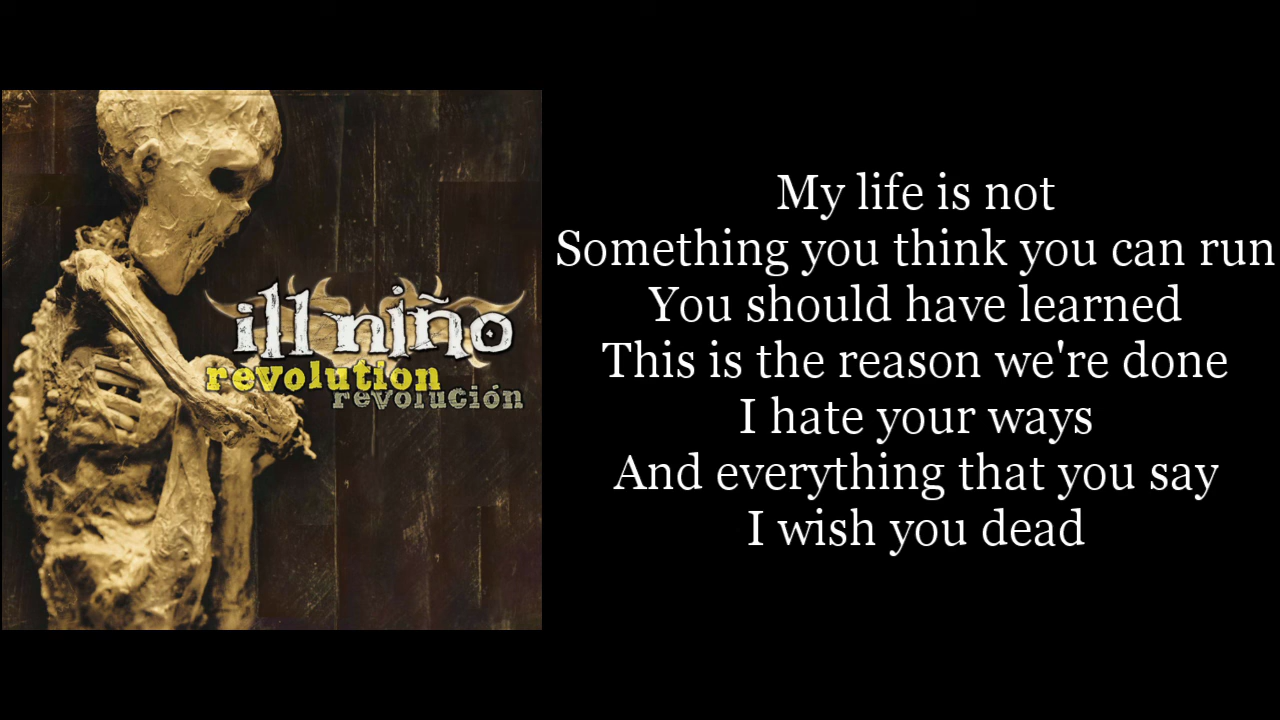 ill niño
revolution
revolución
My life is not
Something you think you can run
You should have learned
This is the reason we're done
I hate your ways
And everything that you say
I wish you dead